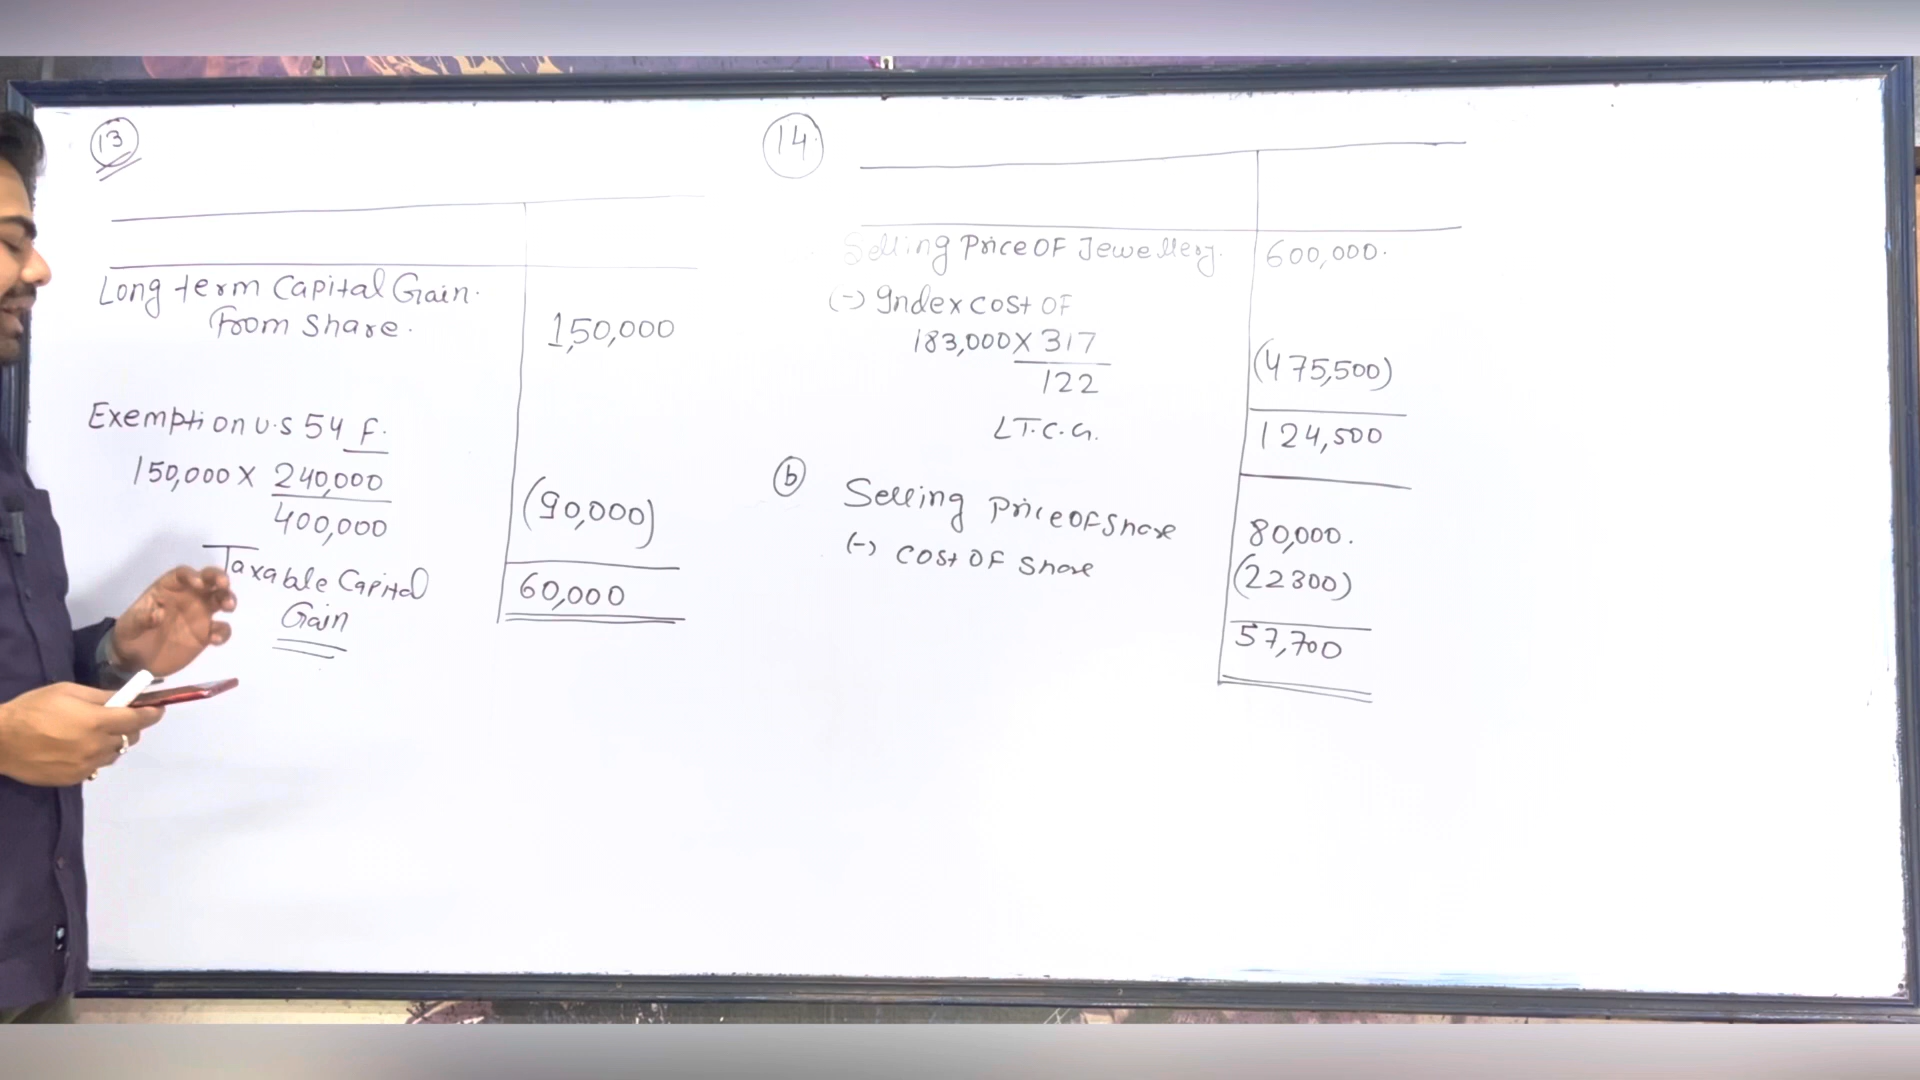 13
Long term Capital Gain.
From Share. 1,50,000
Exemption U.S 54 F.
150,000 X 240,000
400,000
(90,000)
Taxable Capital
Gain
60,000
14
Selling Price OF Jewellery. 600,000.
(-) Index cost OF
183,000 X 317
122
(475,500)
L.T.C.G. 124,500
b
Selling Price OF Share 80,000.
(-) Cost OF Share (22300)
57,700